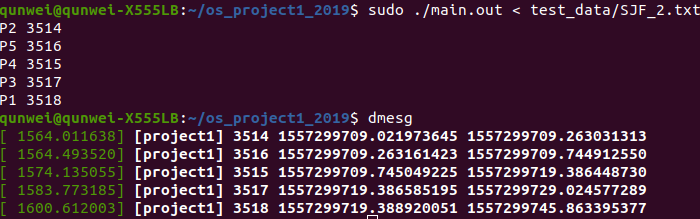 qunwei@qunwei-X555LB:~/os_project1_2019$ sudo ./main.out < test_data/SJF_2.txt
P2 3514
P5 3516
P4 3515
P3 3517
P1 3518
qunwei@qunwei-X555LB:~/os_project1_2019$ dmesg
[ 1564.011638] [project1] 3514 1557299709.021973645 1557299709.263031313
[ 1564.493520] [project1] 3516 1557299709.263161423 1557299709.744912550
[ 1574.135055] [project1] 3515 1557299709.745049225 1557299719.386448730
[ 1583.773185] [project1] 3517 1557299719.386585195 1557299729.024577289
[ 1600.612003] [project1] 3518 1557299719.388920051 1557299745.863395377